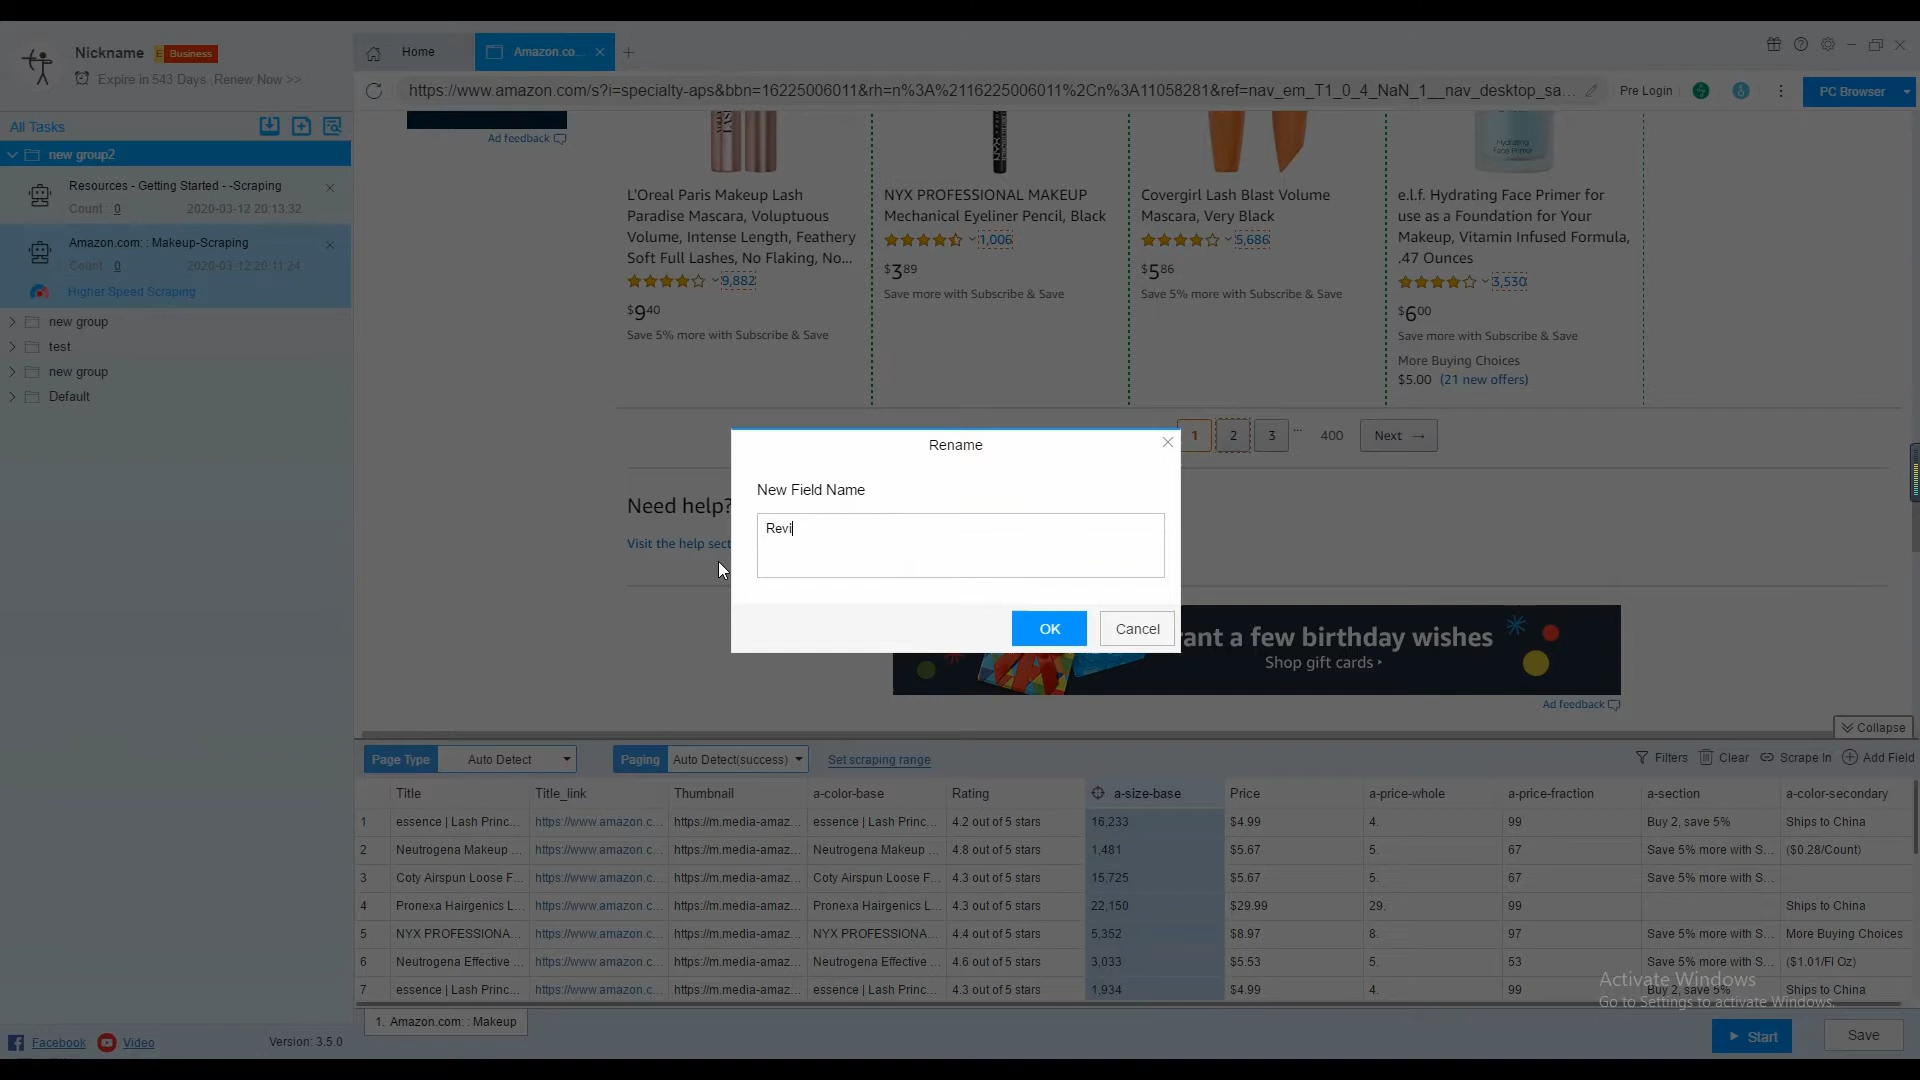 Nickname E Business
Expire in 543 Days ,Renew Now >>
Home
Amazon.co...
https://www.amazon.com/s?i=specialty-aps&bbn=16225006011&rh=n%3A%2116225006011%2Cn%3A11058281&ref=nav_em_T1_0_4_NaN_1__nav_desktop_sa...
Pre Login
PC Browser
All Tasks
new group2
Resources - Getting Started - -Scraping
Count : 0 2020-03-12 20:13:32
Amazon.com: : Makeup-Scraping
Count : 0 2020-03-12 20:11:24
Higher Speed Scraping
new group
test
new group
Default
Ad feedback
Hydrating
Face Primer
L'Oreal Paris Makeup Lash
Paradise Mascara, Voluptuous
Volume, Intense Length, Feathery
Soft Full Lashes, No Flaking, No...
9,882
$9 40
Save 5% more with Subscribe & Save
NYX PROFESSIONAL MAKEUP
Mechanical Eyeliner Pencil, Black
1,006
$3 89
Save more with Subscribe & Save
Covergirl Lash Blast Volume
Mascara, Very Black
5,686
$5 86
Save 5% more with Subscribe & Save
e.l.f. Hydrating Face Primer for
use as a Foundation for Your
Makeup, Vitamin Infused Formula,
.47 Ounces
3,530
$6 00
Save more with Subscribe & Save
More Buying Choices
$5.00 (21 new offers)
1 2 3 ... 400 Next →
Need help?
Visit the help sect
Rename
New Field Name
Revi
OK
Cancel
ant a few birthday wishes
Shop gift cards ›
Ad feedback
Collapse
Page Type Auto Detect
Paging Auto Detect(success)
Set scraping range
Filters Clear Scrape In Add Field
Title Title_link Thumbnail a-color-base Rating a-size-base Price a-price-whole a-price-fraction a-section a-color-secondary
1 essence | Lash Princ... https://www.amazon.c... https://m.media-amaz... essence | Lash Princ... 4.2 out of 5 stars 16,233 $4.99 4. 99 Buy 2, save 5% Ships to China
2 Neutrogena Makeup ... https://www.amazon.c... https://m.media-amaz... Neutrogena Makeup ... 4.8 out of 5 stars 1,481 $5.67 5. 67 Save 5% more with S... ($0.28/Count)
3 Coty Airspun Loose F... https://www.amazon.c... https://m.media-amaz... Coty Airspun Loose F... 4.3 out of 5 stars 15,725 $5.67 5. 67 Save 5% more with S...
4 Pronexa Hairgenics L... https://www.amazon.c... https://m.media-amaz... Pronexa Hairgenics L... 4.3 out of 5 stars 22,150 $29.99 29. 99 Ships to China
5 NYX PROFESSIONA... https://www.amazon.c... https://m.media-amaz... NYX PROFESSIONA... 4.4 out of 5 stars 5,352 $8.97 8. 97 Save 5% more with S... More Buying Choices
6 Neutrogena Effective ... https://www.amazon.c... https://m.media-amaz... Neutrogena Effective ... 4.6 out of 5 stars 3,033 $5.53 5. 53 Save 5% more with S... ($1.01/Fl Oz)
7 essence | Lash Princ... https://www.amazon.c... https://m.media-amaz... essence | Lash Princ... 4.3 out of 5 stars 1,934 $4.99 4. 99 Buy 2, save 5% Ships to China
Activate Windows
Go to Settings to activate Windows.
1. Amazon.com: : Makeup
Facebook Video Version: 3.5.0
Start
Save